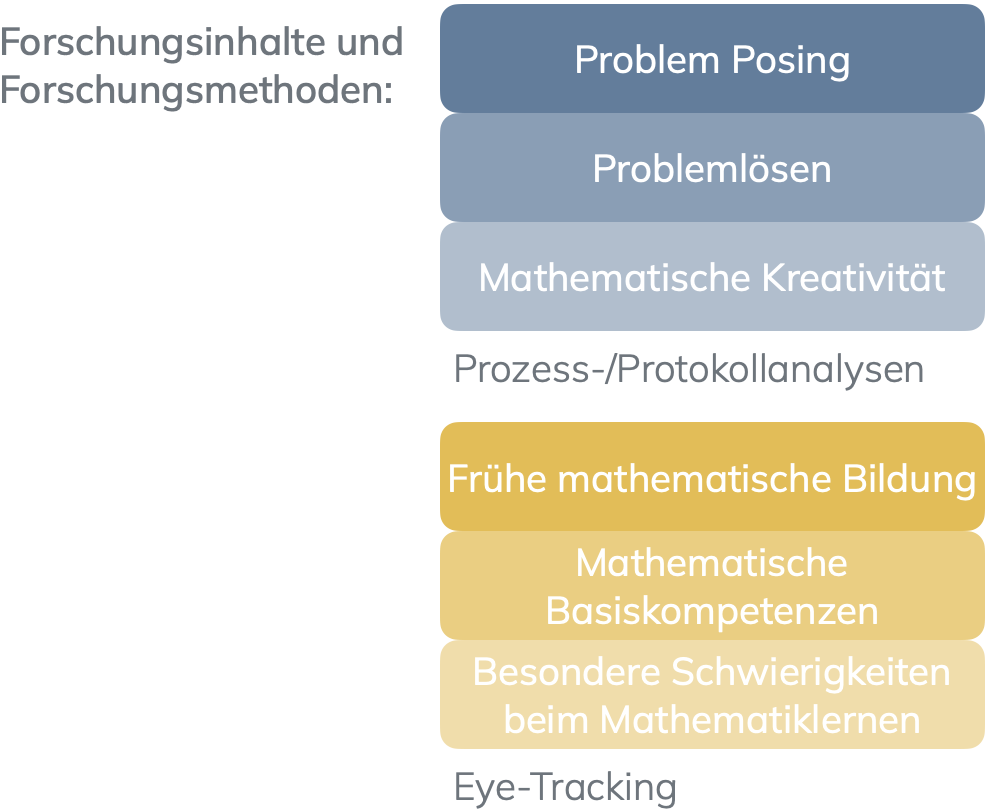 Forschungsinhalte und
Forschungsmethoden:
Problem Posing
Problemlösen
Mathematische Kreativität
Prozess-/Protokollanalysen
Frühe mathematische Bildung
Mathematische
Basiskompetenzen
Besondere Schwierigkeiten
beim Mathematiklernen
Eye-Tracking